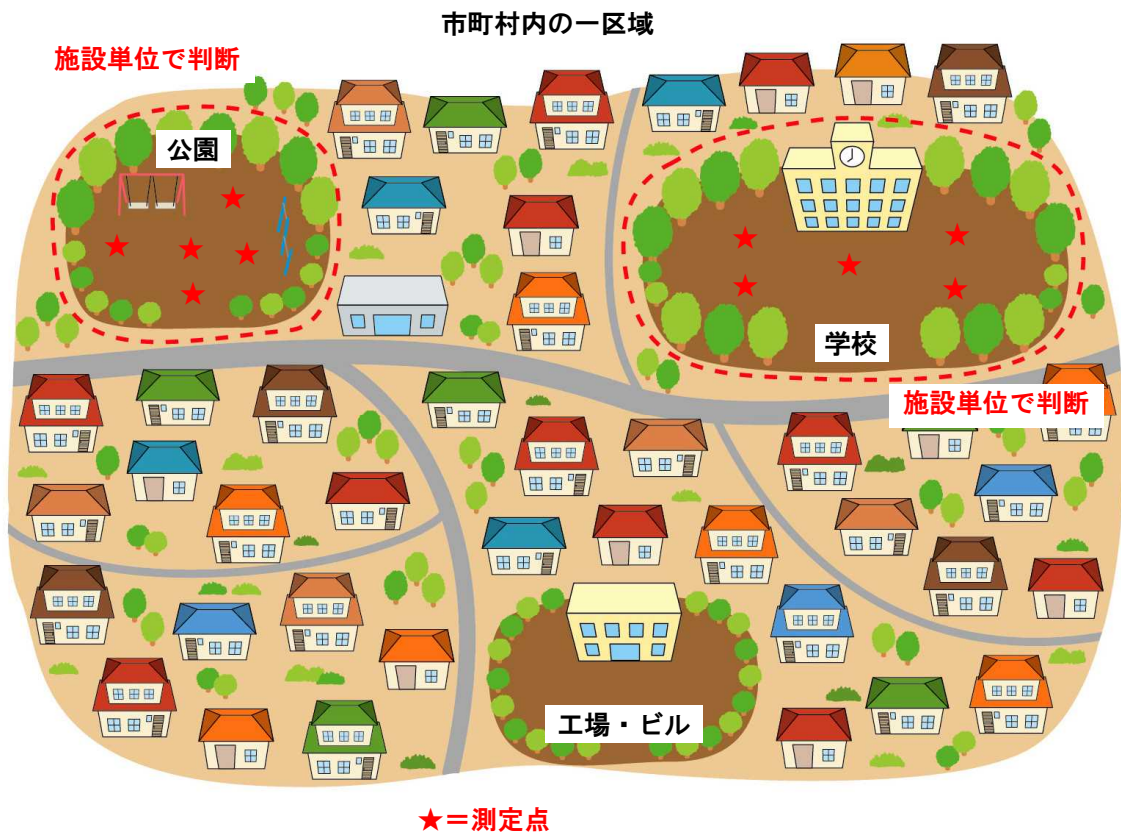 市町村内の一区域
施設単位で判断
公園
学校
施設単位で判断
工場・ビル
★＝測定点